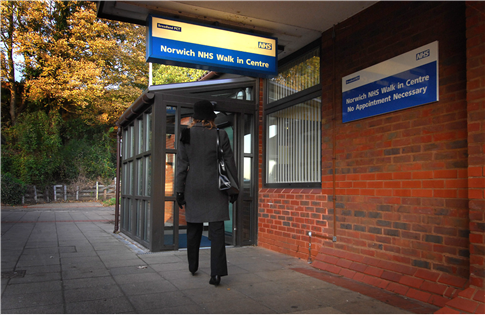 Norwich NHS Walk in Centre
NHS
NHS
Norwich NHS Walk in Centre
No Appointment Necessary